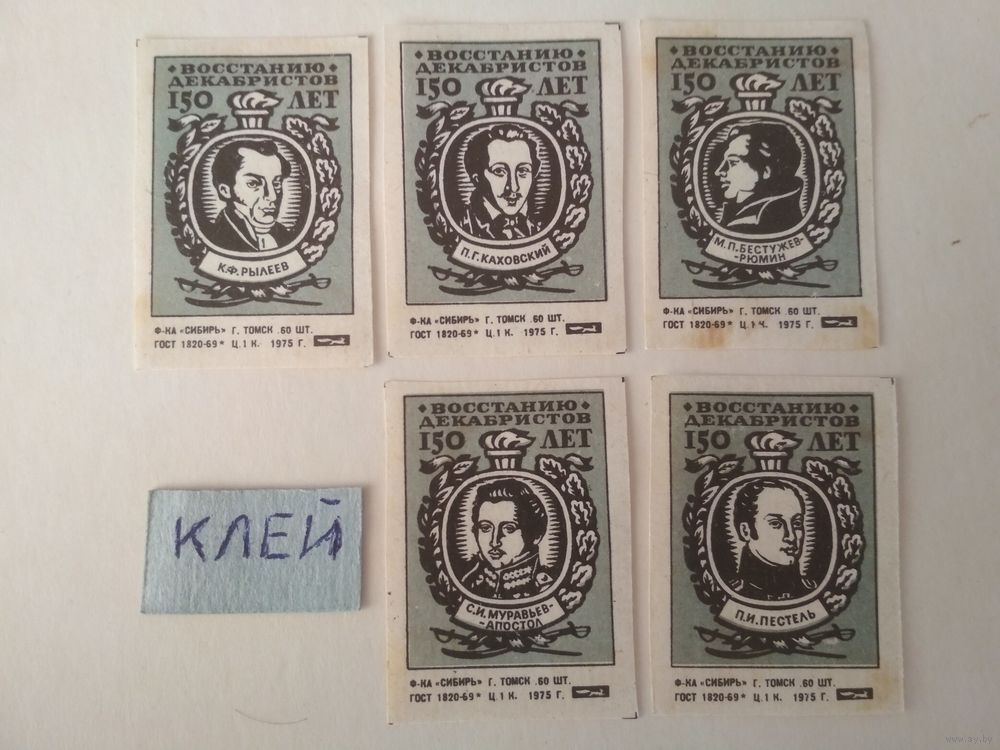 ВОССТАНИЮ
ДЕКАБРИСТОВ
150 ЛЕТ
К.Ф.РЫЛЕЕВ
Ф-КА «СИБИРЬ» Г. ТОМСК .60 ШТ.
ГОСТ 1820-69* Ц.1 К. 1975 Г.
ВОССТАНИЮ
ДЕКАБРИСТОВ
150 ЛЕТ
П.Г.КАХОВСКИЙ
Ф-КА «СИБИРЬ» Г. ТОМСК .60 ШТ.
ГОСТ 1820-69* Ц.1 К. 1975 Г.
ВОССТАНИЮ
ДЕКАБРИСТОВ
150 ЛЕТ
М.П.БЕСТУЖЕВ-
-РЮМИН
Ф-КА «СИБИРЬ» Г. ТОМСК .60 ШТ.
ГОСТ 1820-69* Ц.1 К. 1975 Г.
КЛЕЙ
ВОССТАНИЮ
ДЕКАБРИСТОВ
150 ЛЕТ
С.И.МУРАВЬЕВ-
-АПОСТОЛ
Ф-КА «СИБИРЬ» Г. ТОМСК .60 ШТ.
ГОСТ 1820-69* Ц.1 К. 1975 Г.
ВОССТАНИЮ
ДЕКАБРИСТОВ
150 ЛЕТ
П.И.ПЕСТЕЛЬ
Ф-КА «СИБИРЬ» Г. ТОМСК .60 ШТ.
ГОСТ 1820-69* Ц.1 К. 1975 Г.
www.ay.by